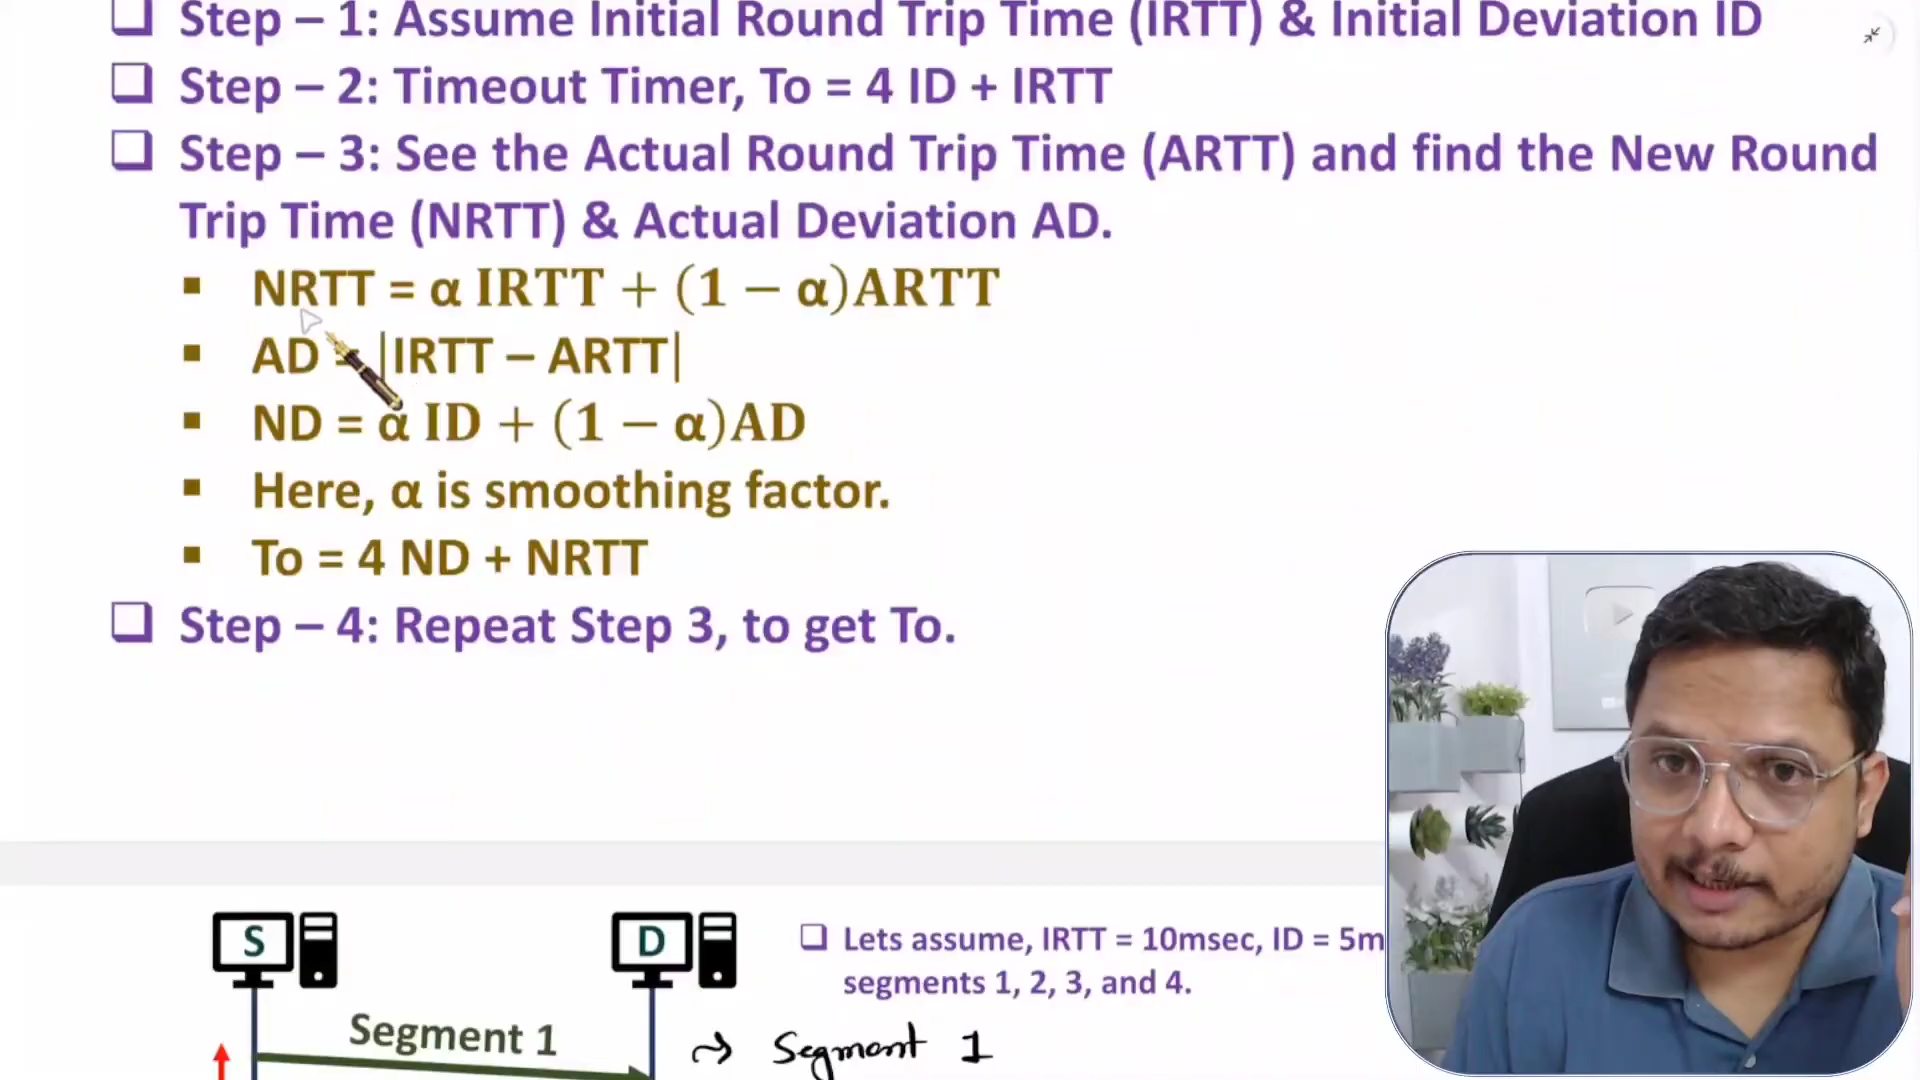 Step – 1: Assume Initial Round Trip Time (IRTT) & Initial Deviation ID
Step – 2: Timeout Timer, To = 4 ID + IRTT
Step – 3: See the Actual Round Trip Time (ARTT) and find the New Round
Trip Time (NRTT) & Actual Deviation AD.
NRTT = α IRTT + (1 − α)ARTT
AD = |IRTT – ARTT|
ND = α ID + (1 − α)AD
Here, α is smoothing factor.
To = 4 ND + NRTT
Step – 4: Repeat Step 3, to get To.
S
D
Lets assume, IRTT = 10msec, ID = 5m
segments 1, 2, 3, and 4.
Segment 1
→ Segment 1